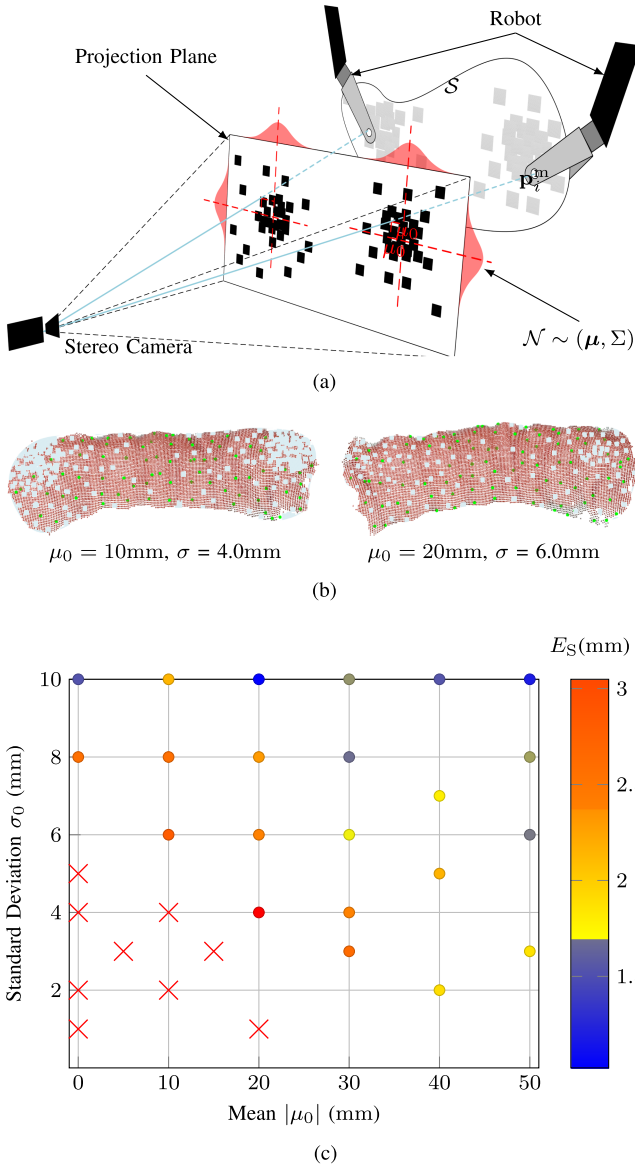 Robot
Projection Plane
𝒮
p_i^m
μ_0
Stereo Camera
𝒩 ∼ (μ, Σ)
(a)
μ_0 = 10mm, σ = 4.0mm
μ_0 = 20mm, σ = 6.0mm
(b)
E_S(mm)
10
8
6
4
2
3
2.
2
1.
0
10
20
30
40
50
Standard Deviation σ_0 (mm)
Mean |μ_0| (mm)
(c)